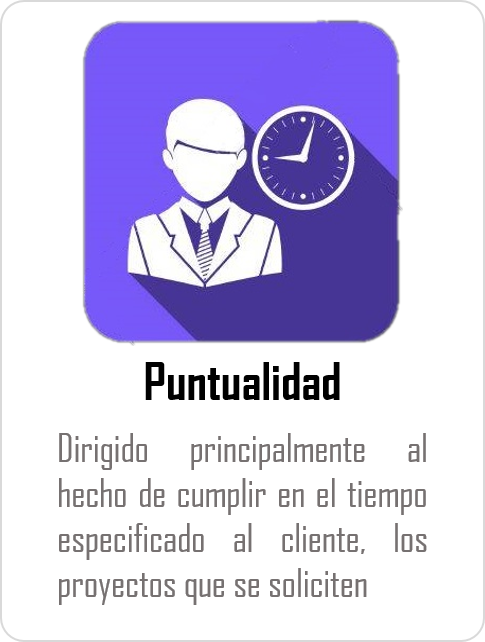 Puntualidad
Dirigido principalmente al
hecho de cumplir en el tiempo
especificado al cliente, los
proyectos que se soliciten